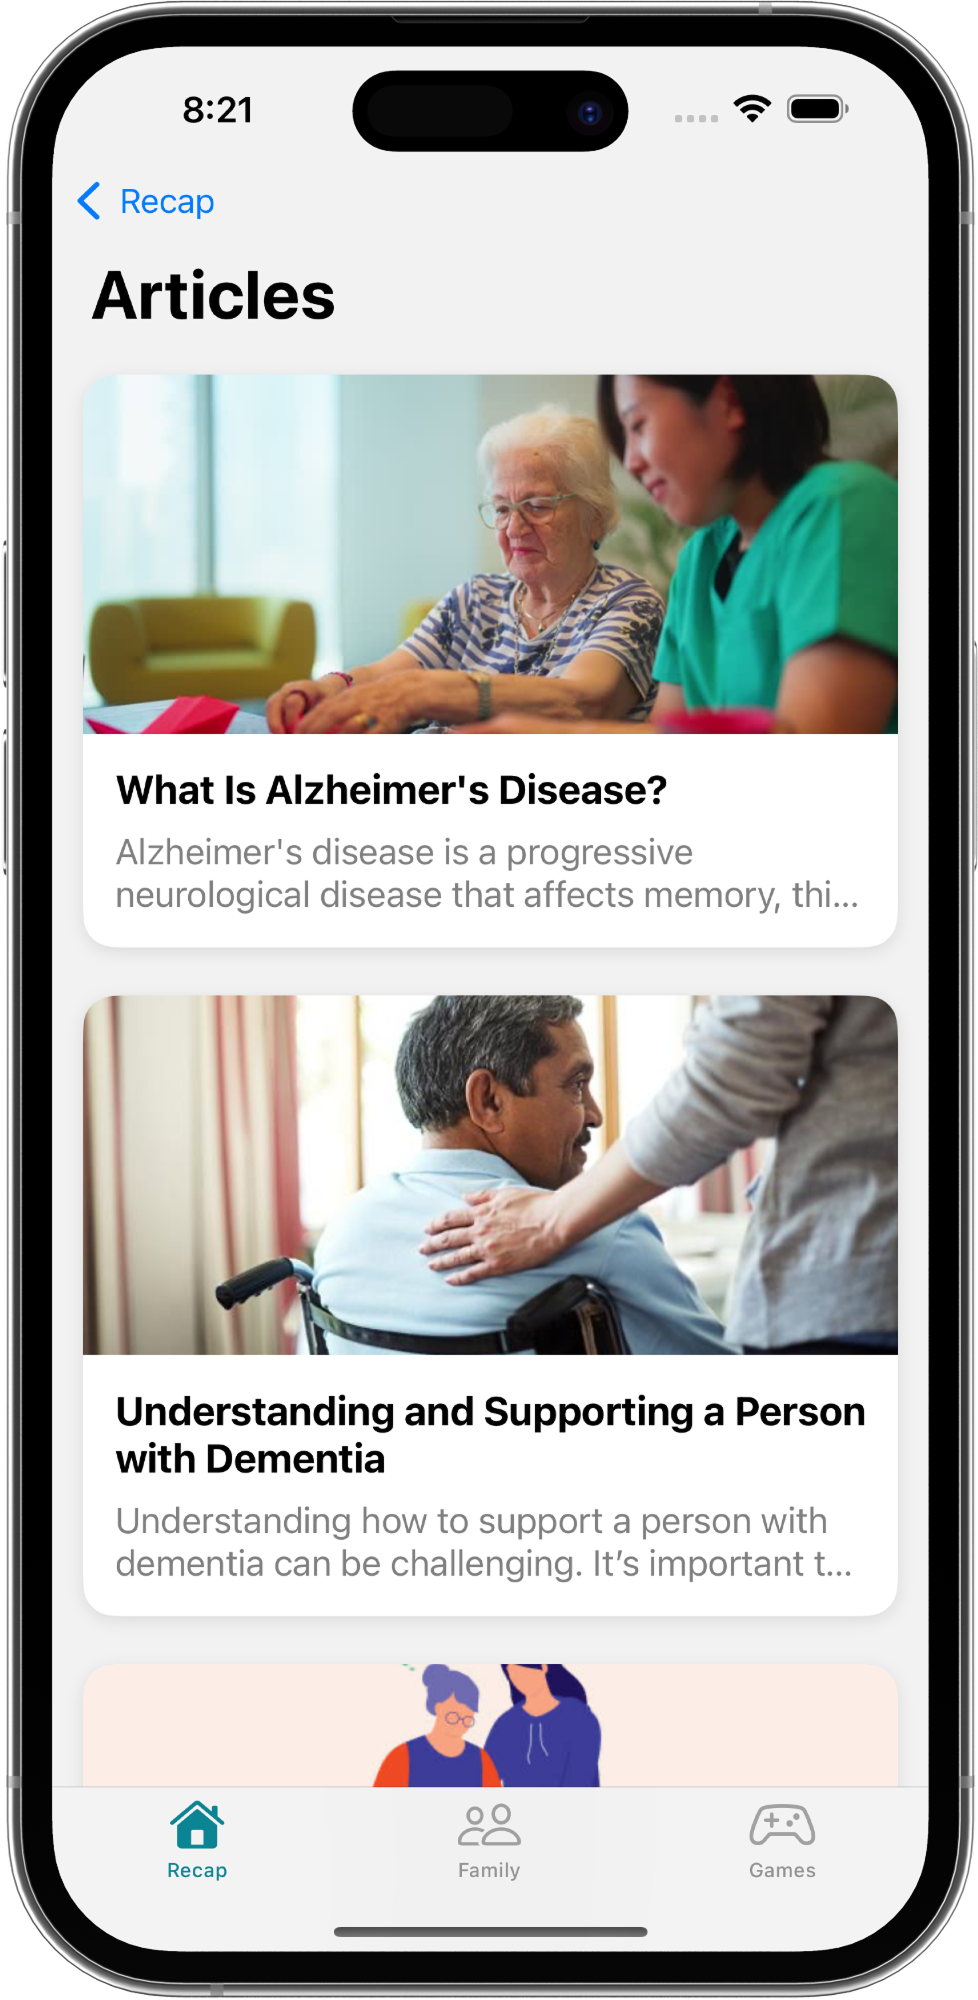 8:21
Recap
Articles
What Is Alzheimer's Disease?
Alzheimer's disease is a progressive
neurological disease that affects memory, thi...
Understanding and Supporting a Person
with Dementia
Understanding how to support a person with
dementia can be challenging. It’s important t...
Recap
Family
Games